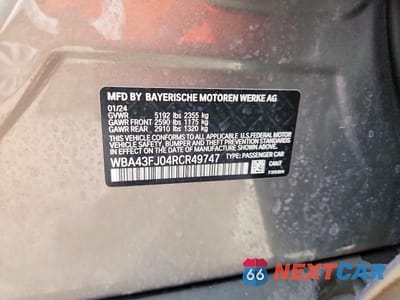 MFD BY BAYERISCHE MOTOREN WERKE AG
01/24
GVWR 5192 lbs 2355 kg
GAWR FRONT 2590 lbs 1175 kg
GAWR REAR 2910 lbs 1320 kg
THIS VEHICLE CONFORMS TO ALL APPLICABLE U.S.FEDERAL MOTOR
VEHICLE SAFETY, BUMPER, AND THEFT PREVENTION STANDARDS IN
EFFECT ON THE DATE OF MANUFACTURE SHOWN ABOVE.
WBA43FJ04RCR49747 TYPE: PASSENGER CAR
66 NEXTCAR